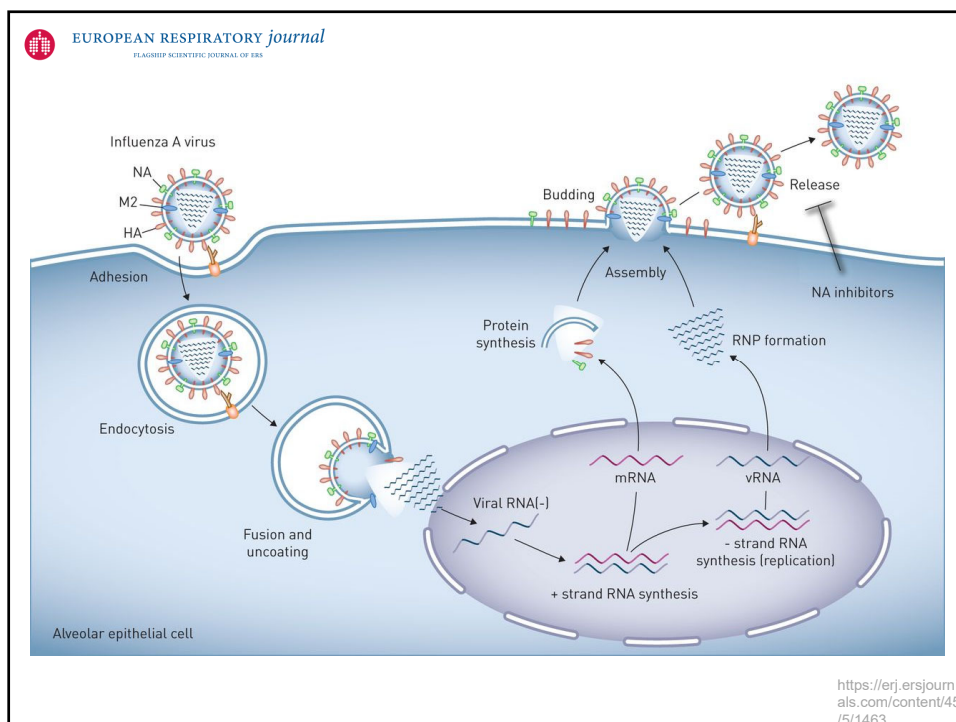 EUROPEAN RESPIRATORY journal
FLAGSHIP SCIENTIFIC JOURNAL OF ERS
Influenza A virus
NA
M2
HA
Adhesion
Endocytosis
Fusion and
uncoating
Budding
Assembly
Release
NA inhibitors
Protein
synthesis
RNP formation
mRNA
vRNA
Viral RNA(-)
+ strand RNA synthesis
- strand RNA
synthesis (replication)
Alveolar epithelial cell
https://erj.ersjourn
als.com/content/45
/5/1463